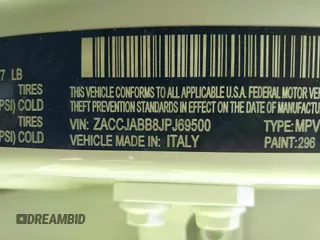 7 LB
TIRES
PSI) COLD
TIRES
PSI) COLD
THIS VEHICLE CONFORMS TO ALL APPLICABLE U.S.A. FEDERAL MOTOR VEH
THEFT PREVENTION STANDARDS IN EFFECT ON THE DATE OF MANUFACTUR
VIN: ZACCJABB8JPJ69500
TYPE: MPV
VEHICLE MADE IN: ITALY
PAINT: 296
DREAMBID